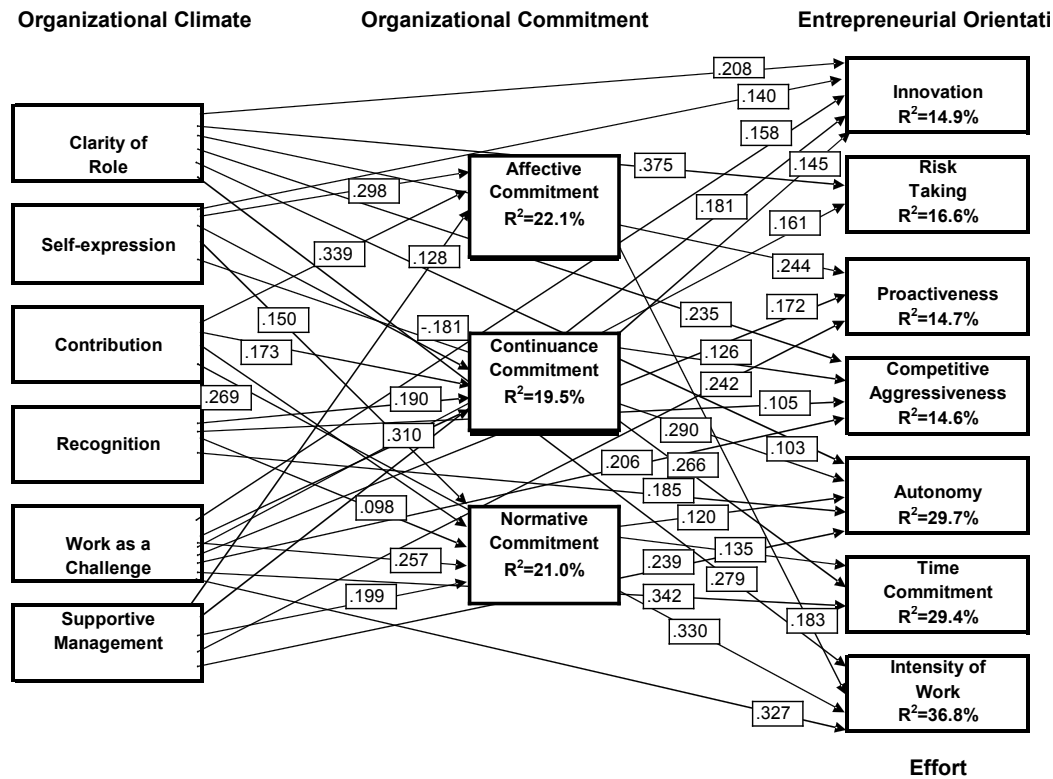 Organizational Climate
Organizational Commitment
Entrepreneurial Orientati
Clarity of
Role
Self-expression
Contribution
Recognition
Work as a
Challenge
Supportive
Management
Affective
Commitment
R²=22.1%
Continuance
Commitment
R²=19.5%
Normative
Commitment
R²=21.0%
Innovation
R²=14.9%
Risk
Taking
R²=16.6%
Proactiveness
R²=14.7%
Competitive
Aggressiveness
R²=14.6%
Autonomy
R²=29.7%
Time
Commitment
R²=29.4%
Intensity of
Work
R²=36.8%
Effort
.208
.140
.158
.145
.375
.298
.181
.161
.339
.128
.244
.172
.150
-.181
.235
.173
.126
.242
.269
.190
.105
.310
.290
.103
.206
.266
.185
.098
.120
.135
.257
.239
.279
.199
.342
.183
.330
.327